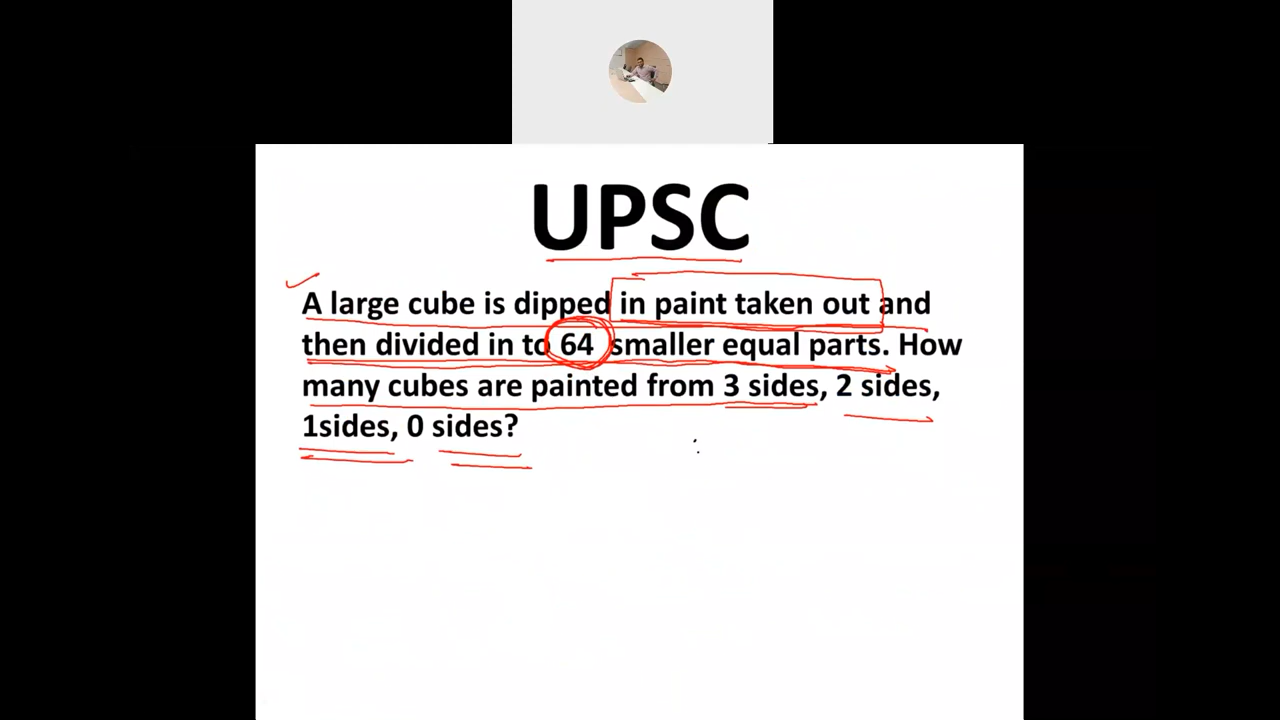 UPSC
A large cube is dipped in paint taken out and
then divided in to 64 smaller equal parts. How
many cubes are painted from 3 sides, 2 sides,
1sides, 0 sides?